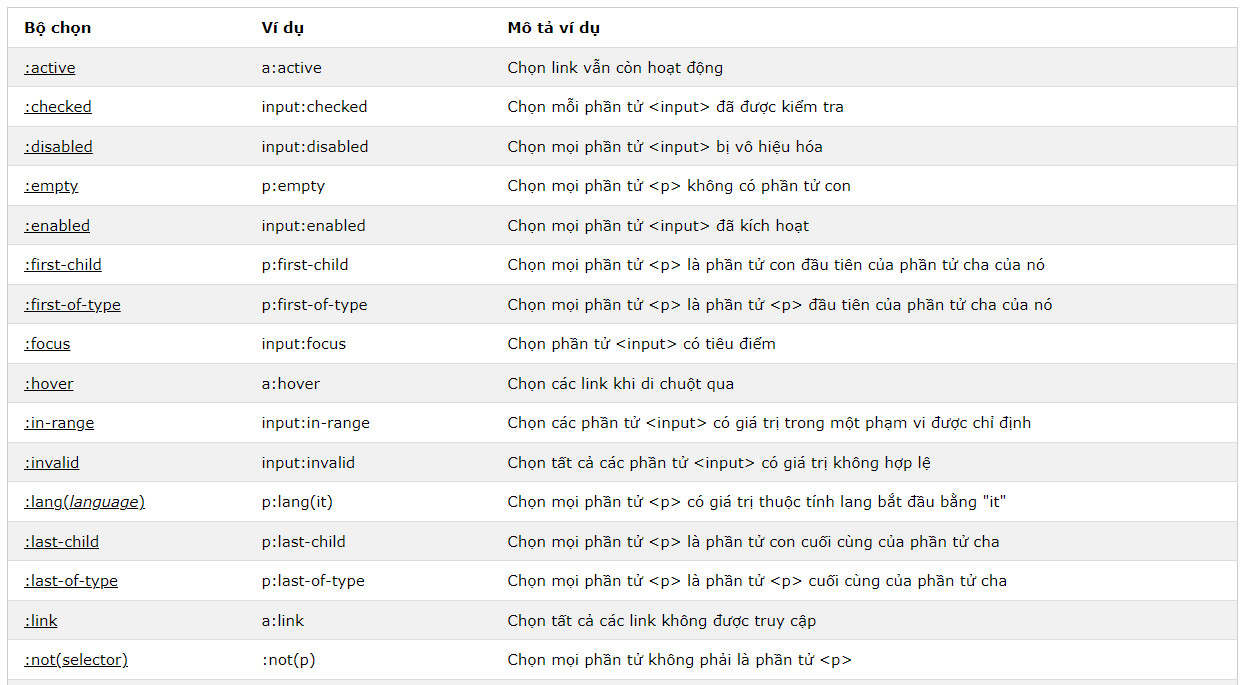 Bộ chọn Ví dụ Mô tả ví dụ
:active a:active Chọn link vẫn còn hoạt động
:checked input:checked Chọn mỗi phần tử <input> đã được kiểm tra
:disabled input:disabled Chọn mọi phần tử <input> bị vô hiệu hóa
:empty p:empty Chọn mọi phần tử <p> không có phần tử con
:enabled input:enabled Chọn mọi phần tử <input> đã kích hoạt
:first-child p:first-child Chọn mọi phần tử <p> là phần tử con đầu tiên của phần tử cha của nó
:first-of-type p:first-of-type Chọn mọi phần tử <p> là phần tử <p> đầu tiên của phần tử cha của nó
:focus input:focus Chọn phần tử <input> có tiêu điểm
:hover a:hover Chọn các link khi di chuột qua
:in-range input:in-range Chọn các phần tử <input> có giá trị trong một phạm vi được chỉ định
:invalid input:invalid Chọn tất cả các phần tử <input> có giá trị không hợp lệ
:lang(language) p:lang(it) Chọn mọi phần tử <p> có giá trị thuộc tính lang bắt đầu bằng "it"
:last-child p:last-child Chọn mọi phần tử <p> là phần tử con cuối cùng của phần tử cha
:last-of-type p:last-of-type Chọn mọi phần tử <p> là phần tử <p> cuối cùng của phần tử cha
:link a:link Chọn tất cả các link không được truy cập
:not(selector) :not(p) Chọn mọi phần tử không phải là phần tử <p>